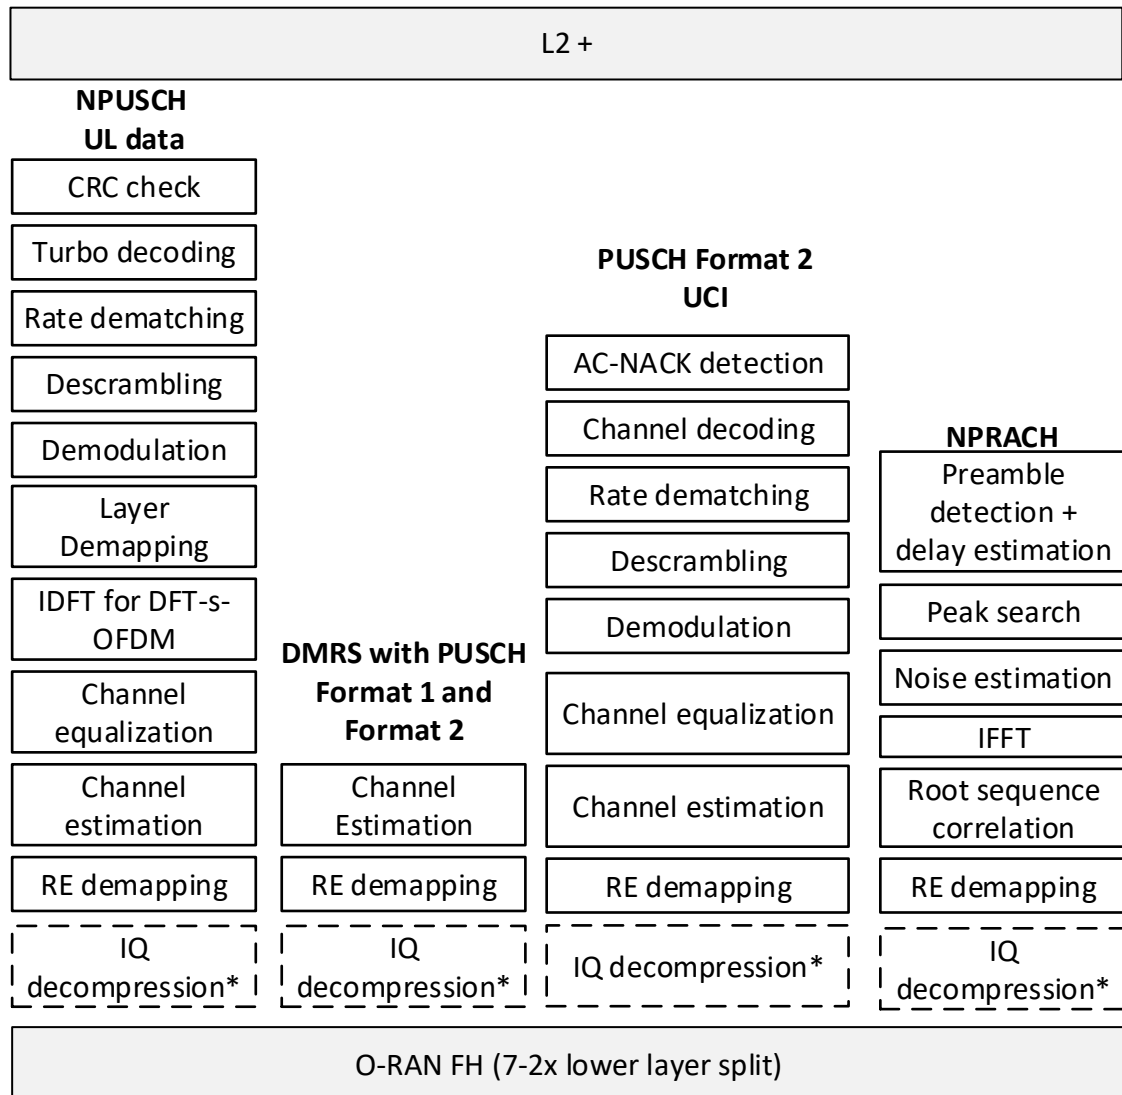 L2 +
NPUSCH
UL data
CRC check
Turbo decoding
Rate dematching
Descrambling
Demodulation
Layer
Demapping
IDFT for DFT-s-
OFDM
Channel
equalization
Channel
estimation
RE demapping
IQ
decompression*
DMRS with PUSCH
Format 1 and
Format 2
Channel
Estimation
RE demapping
IQ
decompression*
PUSCH Format 2
UCI
AC-NACK detection
Channel decoding
Rate dematching
Descrambling
Demodulation
Channel equalization
Channel estimation
RE demapping
IQ decompression*
NPRACH
Preamble
detection +
delay estimation
Peak search
Noise estimation
IFFT
Root sequence
correlation
RE demapping
IQ
decompression*
O-RAN FH (7-2x lower layer split)